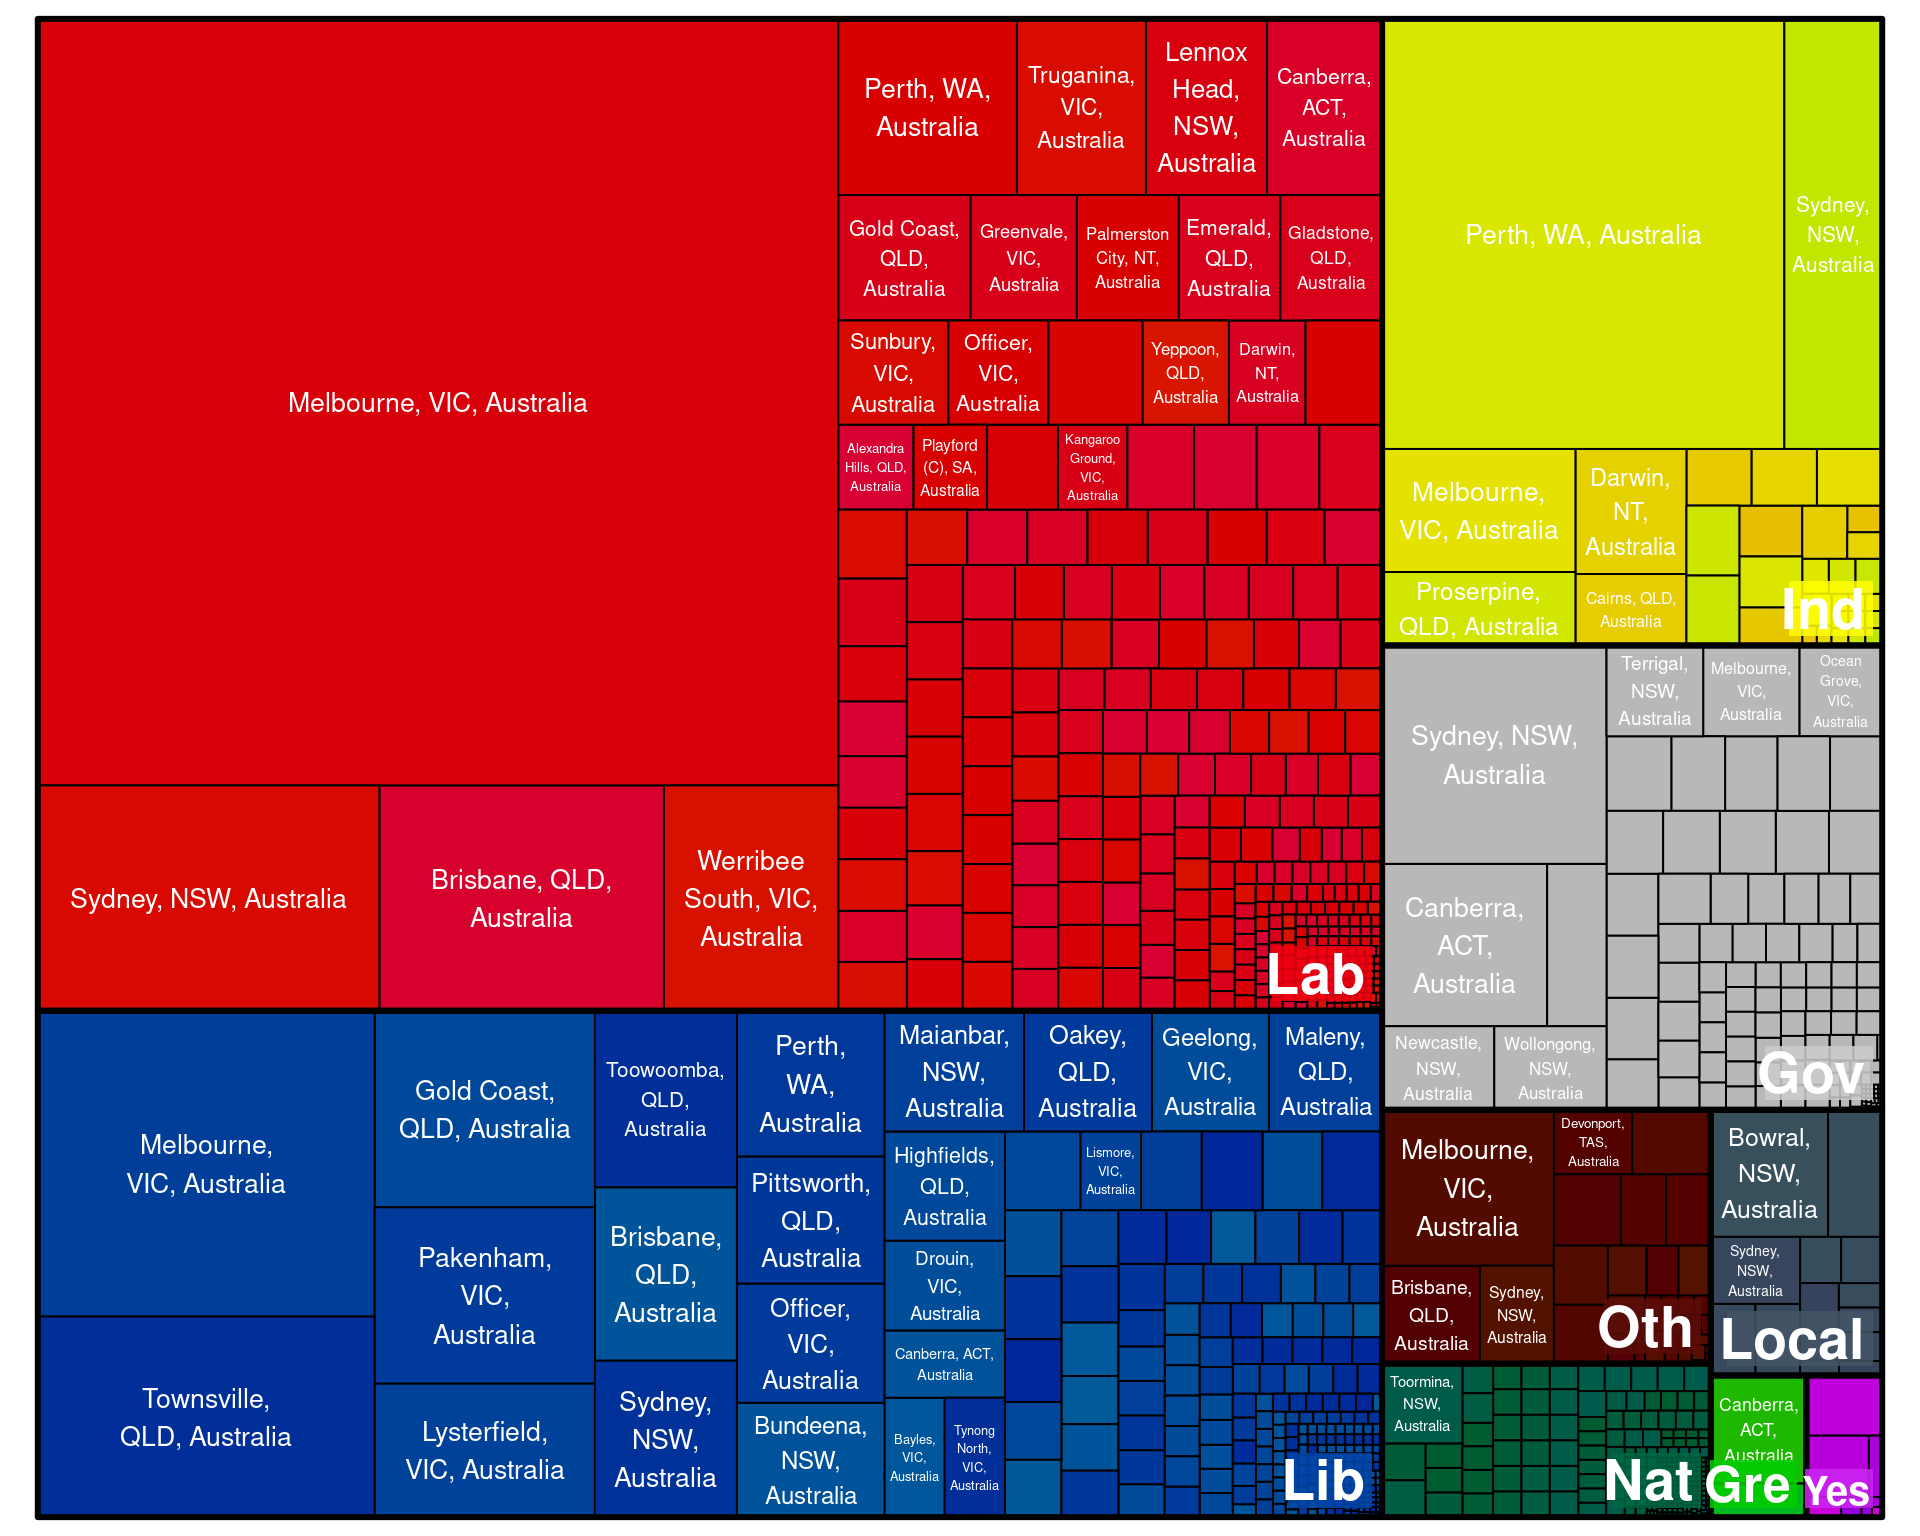 Melbourne, VIC, Australia
Sydney, NSW, Australia
Brisbane, QLD,
Australia
Werribee
South, VIC,
Australia
Perth, WA,
Australia
Truganina,
VIC,
Australia
Lennox
Head,
NSW,
Australia
Canberra,
ACT,
Australia
Gold Coast,
QLD,
Australia
Greenvale,
VIC,
Australia
Palmerston
City, NT,
Australia
Emerald,
QLD,
Australia
Gladstone,
QLD,
Australia
Sunbury,
VIC,
Australia
Officer,
VIC,
Australia
Yeppoon,
QLD,
Australia
Darwin,
NT,
Australia
Alexandra
Hills, QLD,
Australia
Playford
(C), SA,
Australia
Kangaroo
Ground,
VIC,
Australia
Lab
Perth, WA, Australia
Sydney,
NSW,
Australia
Melbourne,
VIC, Australia
Darwin,
NT,
Australia
Proserpine,
QLD, Australia
Cairns, QLD,
Australia
Ind
Sydney, NSW,
Australia
Terrigal,
NSW,
Australia
Melbourne,
VIC,
Australia
Ocean
Grove,
VIC,
Australia
Canberra,
ACT,
Australia
Newcastle,
NSW,
Australia
Wollongong,
NSW,
Australia
Gov
Melbourne,
VIC, Australia
Townsville,
QLD, Australia
Gold Coast,
QLD, Australia
Pakenham,
VIC,
Australia
Lysterfield,
VIC, Australia
Toowoomba,
QLD,
Australia
Brisbane,
QLD,
Australia
Sydney,
NSW,
Australia
Perth,
WA,
Australia
Pittsworth,
QLD,
Australia
Officer,
VIC,
Australia
Bundeena,
NSW,
Australia
Maianbar,
NSW,
Australia
Oakey,
QLD,
Australia
Geelong,
VIC,
Australia
Maleny,
QLD,
Australia
Highfields,
QLD,
Australia
Lismore,
VIC,
Australia
Drouin,
VIC,
Australia
Canberra, ACT,
Australia
Bayles,
VIC,
Australia
Tynong
North,
VIC,
Australia
Lib
Melbourne,
VIC,
Australia
Devonport,
TAS,
Australia
Brisbane,
QLD,
Australia
Sydney,
NSW,
Australia
Oth
Bowral,
NSW,
Australia
Sydney,
NSW,
Australia
Local
Toormina,
NSW,
Australia
Nat
Canberra,
ACT,
Australia
Gre
Yes